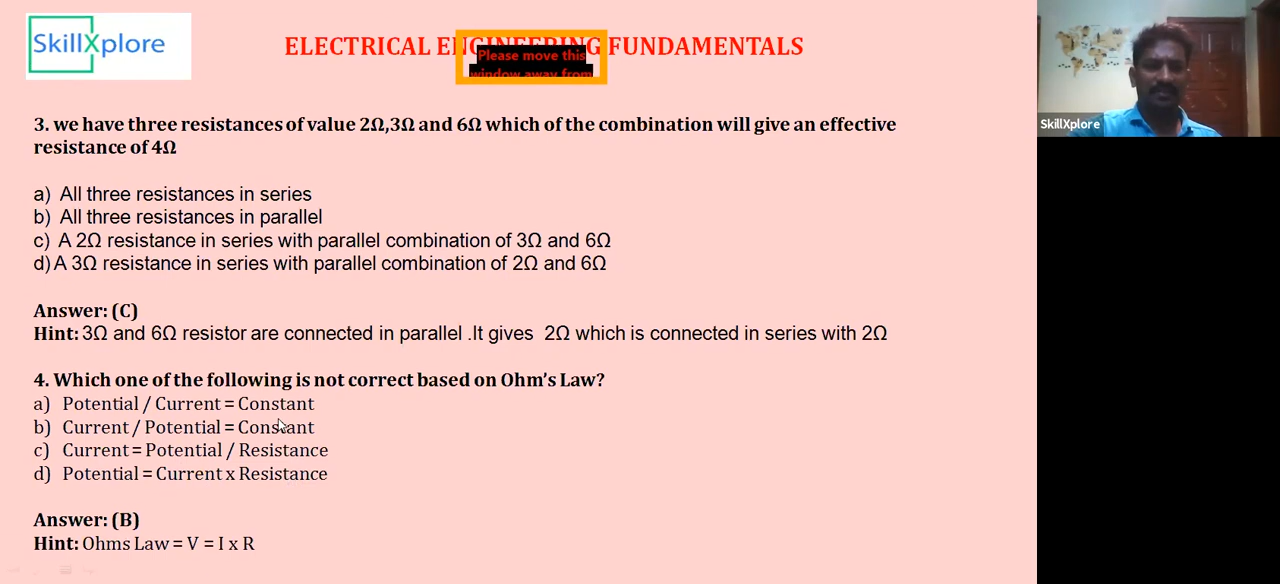 SkillXplore
ELECTRICAL ENGINEERING FUNDAMENTALS
Please move this
window away from
3. we have three resistances of value 2Ω,3Ω and 6Ω which of the combination will give an effective
resistance of 4Ω
a) All three resistances in series
b) All three resistances in parallel
c) A 2Ω resistance in series with parallel combination of 3Ω and 6Ω
d) A 3Ω resistance in series with parallel combination of 2Ω and 6Ω
Answer: (C)
Hint: 3Ω and 6Ω resistor are connected in parallel .It gives 2Ω which is connected in series with 2Ω
4. Which one of the following is not correct based on Ohm's Law?
a) Potential / Current = Constant
b) Current / Potential = Constant
c) Current = Potential / Resistance
d) Potential = Current x Resistance
Answer: (B)
Hint: Ohms Law = V = I x R
SkillXplore